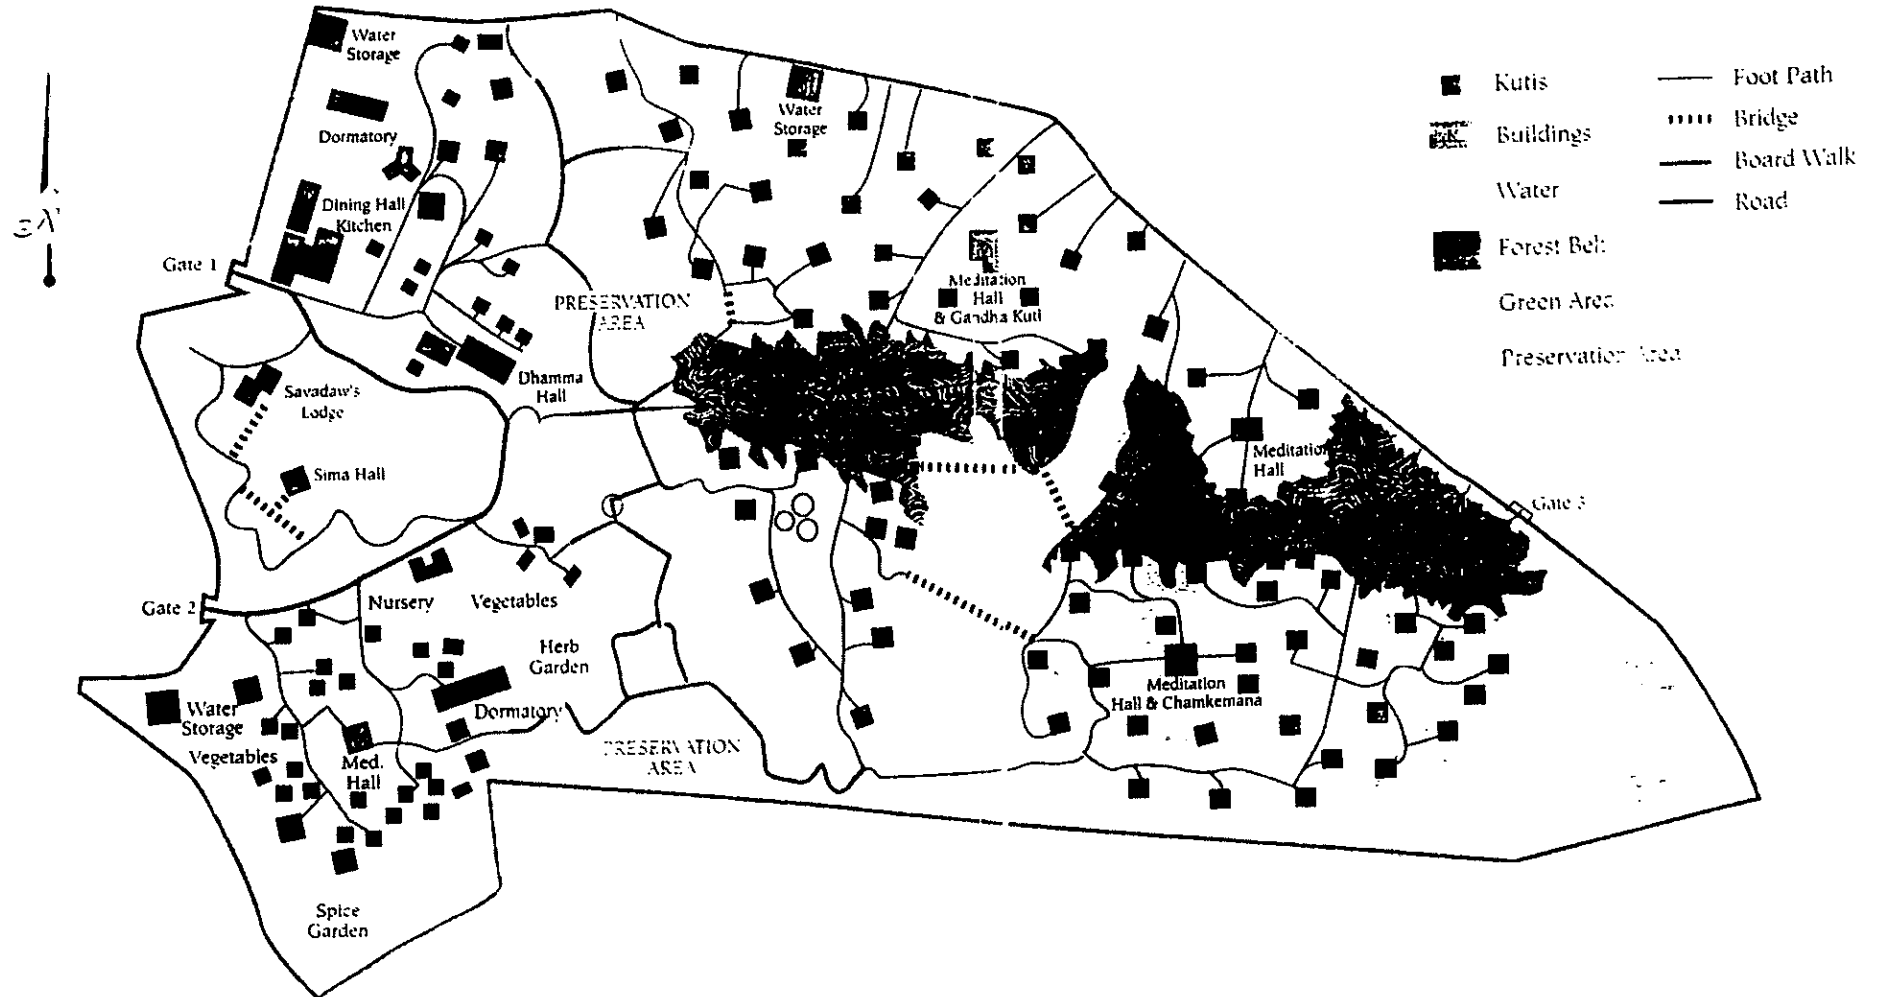 Water
Storage
Dormatory
Dining Hall
Kitchen
Gate 1
PRESERVATION
AREA
Water
Storage
Meditation
Hall
& Gandha Kuti
Savadaw's
Lodge
Dhamma
Hall
Sima Hall
Meditation
Hall
Gate 3
Gate 2
Nursery
Vegetables
Herb
Garden
Water
Storage
Dormatory
Vegetables
Med.
Hall
PRESERVATION
AREA
Meditation
Hall & Chamkemana
Spice
Garden
N
Kutis
Buildings
Water
Forest Belt
Green Area
Preservation Area
Foot Path
Bridge
Board Walk
Road